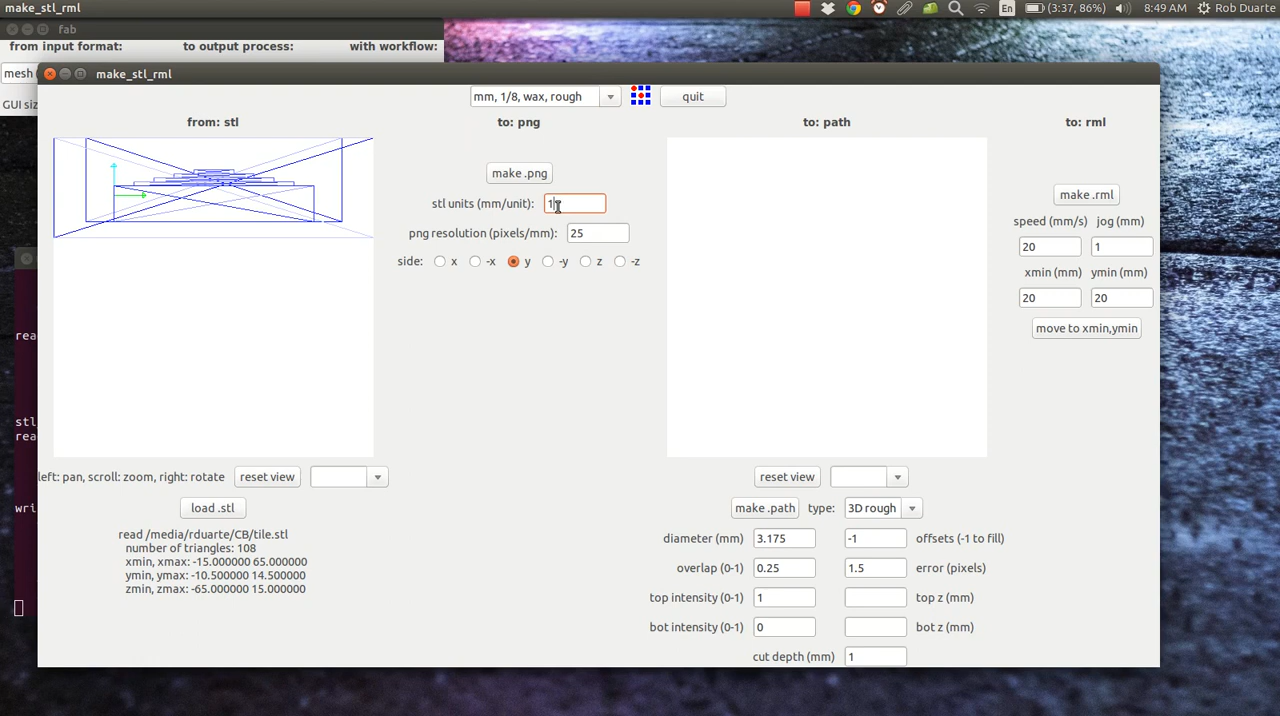 make_stl_rml
En
(3:37, 86%)
8:49 AM
Rob Duarte
fab
from input format:
to output process:
with workflow:
mesh (
GUI siz
make_stl_rml
mm, 1/8, wax, rough
quit
from: stl
to: png
to: path
to: rml
make .png
stl units (mm/unit):
1
png resolution (pixels/mm):
25
side:
x
-x
y
-y
z
-z
make .rml
speed (mm/s)
jog (mm)
20
1
xmin (mm)
ymin (mm)
20
20
move to xmin,ymin
rea
stl
rea
wri
left: pan, scroll: zoom, right: rotate
reset view
load .stl
read /media/rduarte/CB/tile.stl
number of triangles: 108
xmin, xmax: -15.000000 65.000000
ymin, ymax: -10.500000 14.500000
zmin, zmax: -65.000000 15.000000
reset view
make .path
type:
3D rough
diameter (mm)
3.175
-1
offsets (-1 to fill)
overlap (0-1)
0.25
1.5
error (pixels)
top intensity (0-1)
1
top z (mm)
bot intensity (0-1)
0
bot z (mm)
cut depth (mm)
1